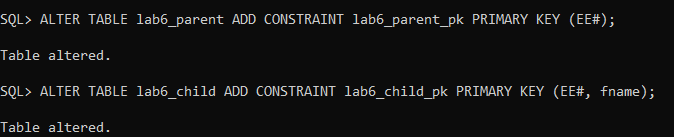 SQL> ALTER TABLE lab6_parent ADD CONSTRAINT lab6_parent_pk PRIMARY KEY (EE#);
Table altered.
SQL> ALTER TABLE lab6_child ADD CONSTRAINT lab6_child_pk PRIMARY KEY (EE#, fname);
Table altered.